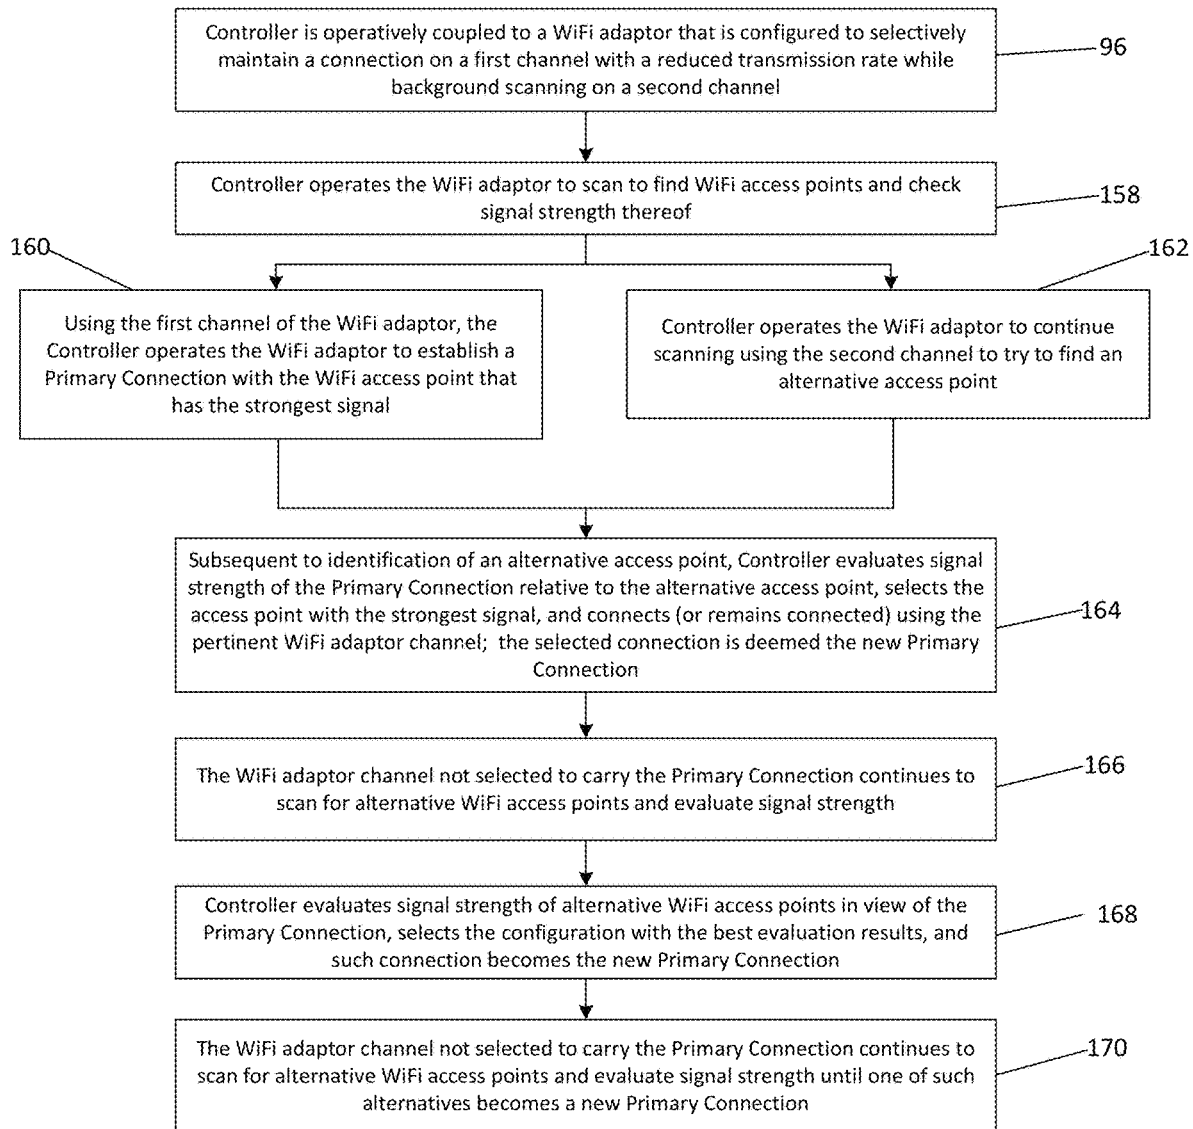 Controller is operatively coupled to a WiFi adaptor that is configured to selectively
maintain a connection on a first channel with a reduced transmission rate while
background scanning on a second channel
96
Controller operates the WiFi adaptor to scan to find WiFi access points and check
signal strength thereof
158
160
162
Using the first channel of the WiFi adaptor, the
Controller operates the WiFi adaptor to establish a
Primary Connection with the WiFi access point that
has the strongest signal
Controller operates the WiFi adaptor to continue
scanning using the second channel to try to find an
alternative access point
Subsequent to identification of an alternative access point, Controller evaluates signal
strength of the Primary Connection relative to the alternative access point, selects the
access point with the strongest signal, and connects (or remains connected) using the
pertinent WiFi adaptor channel; the selected connection is deemed the new Primary
Connection
164
The WiFi adaptor channel not selected to carry the Primary Connection continues to
scan for alternative WiFi access points and evaluate signal strength
166
Controller evaluates signal strength of alternative WiFi access points in view of the
Primary Connection, selects the configuration with the best evaluation results, and
such connection becomes the new Primary Connection
168
The WiFi adaptor channel not selected to carry the Primary Connection continues to
scan for alternative WiFi access points and evaluate signal strength until one of such
alternatives becomes a new Primary Connection
170